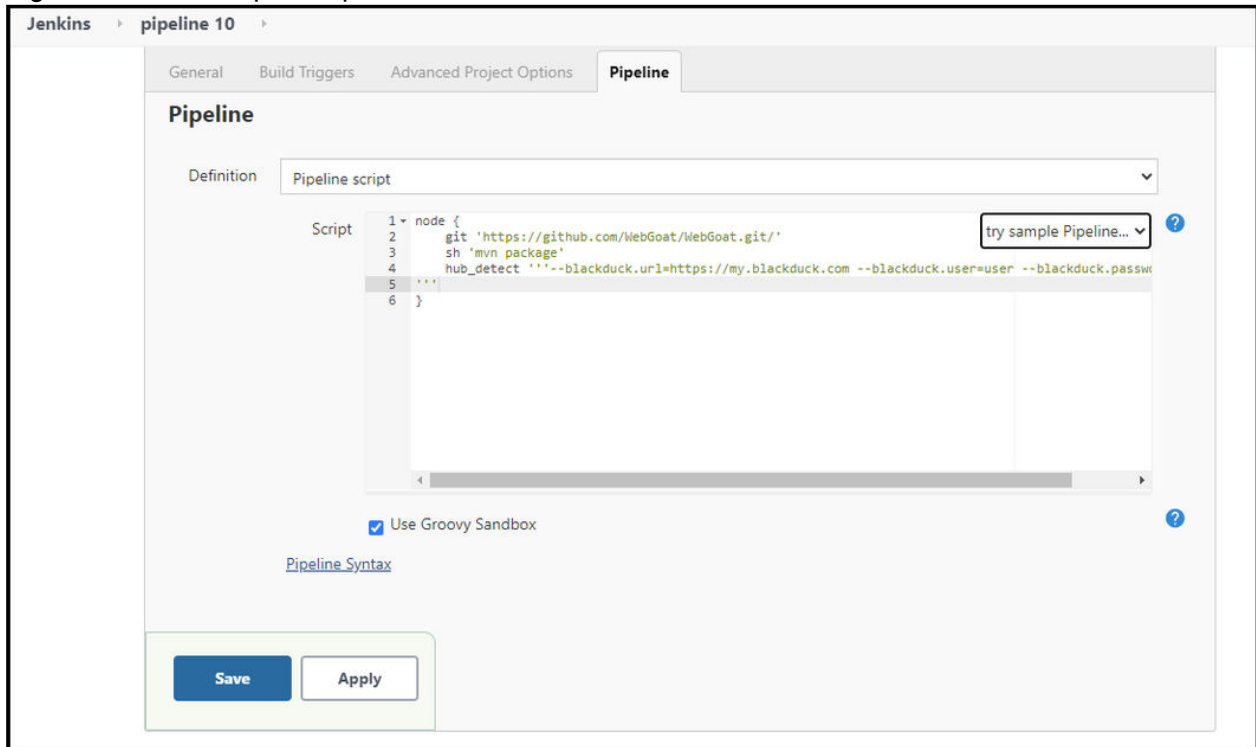 Jenkins pipeline 10
General Build Triggers Advanced Project Options Pipeline
Pipeline
Definition Pipeline script
Script
try sample Pipeline...
1 node {
2 git 'https://github.com/WebGoat/WebGoat.git/'
3 sh 'mvn package'
4 hub_detect '''--blackduck.url=https://my.blackduck.com --blackduck.user=user --blackduck.passwo
5 '''
6 }
Use Groovy Sandbox
Pipeline Syntax
Save Apply